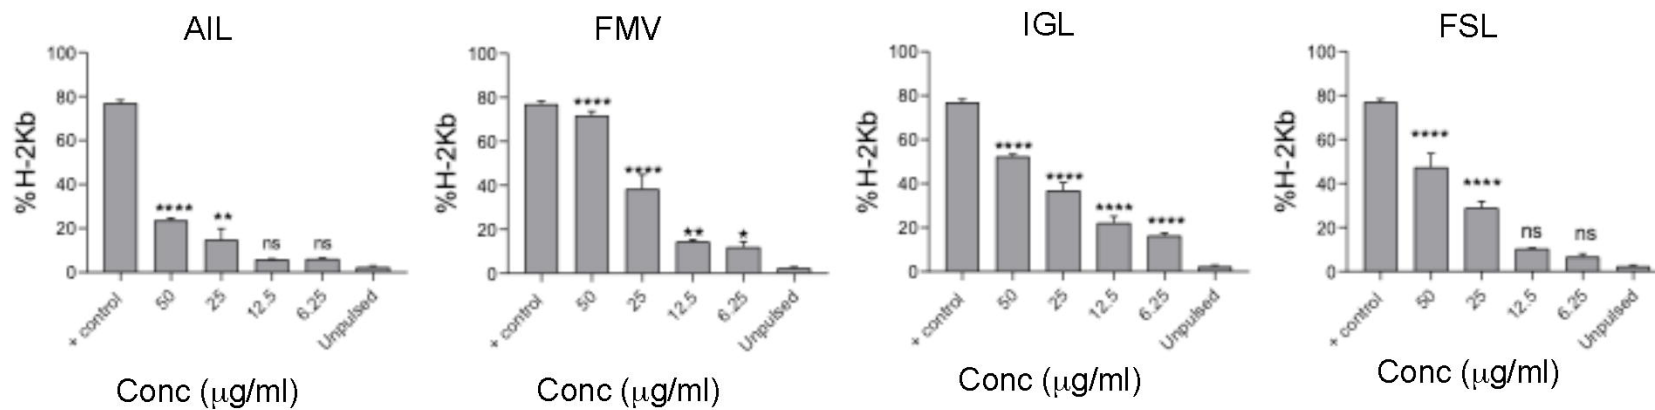 AIL
100
80
60
40
20
0
%H-2Kb
****
**
ns
ns
+ control
50
25
12.5
6.25
Unpulsed
Conc (μg/ml)
FMV
100
80
60
40
20
0
%H-2Kb
****
****
**
*
+ control
50
25
12.5
6.25
Unpulsed
Conc (μg/ml)
IGL
100
80
60
40
20
0
%H-2Kb
****
****
****
****
+ control
50
25
12.5
6.25
Unpulsed
Conc (μg/ml)
FSL
100
80
60
40
20
0
%H-2Kb
****
****
ns
ns
+ control
50
25
12.5
6.25
Unpulsed
Conc (μg/ml)